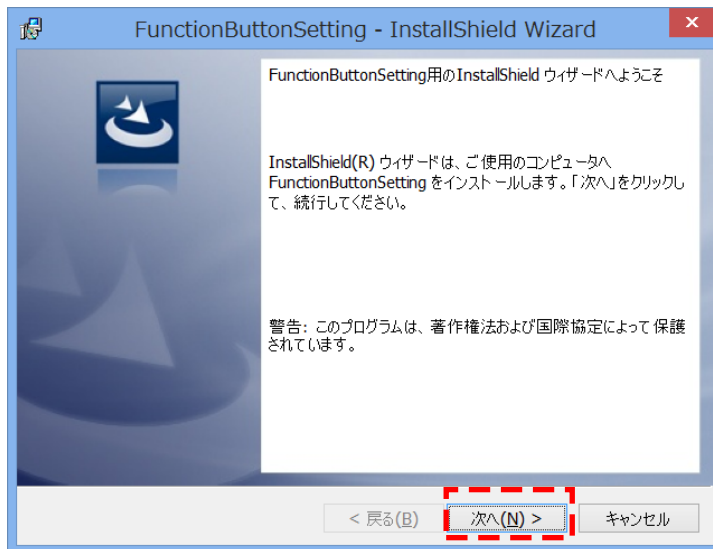 FunctionButtonSetting - InstallShield Wizard
FunctionButtonSetting用のInstallShield ウィザードへようこそ
InstallShield(R) ウィザードは、ご使用のコンピュータへ
FunctionButtonSetting をインストールします。「次へ」をクリックし
て、続行してください。
警告: このプログラムは、著作権法および国際協定によって保護
されています。
< 戻る(B)
次へ(N) >
キャンセル